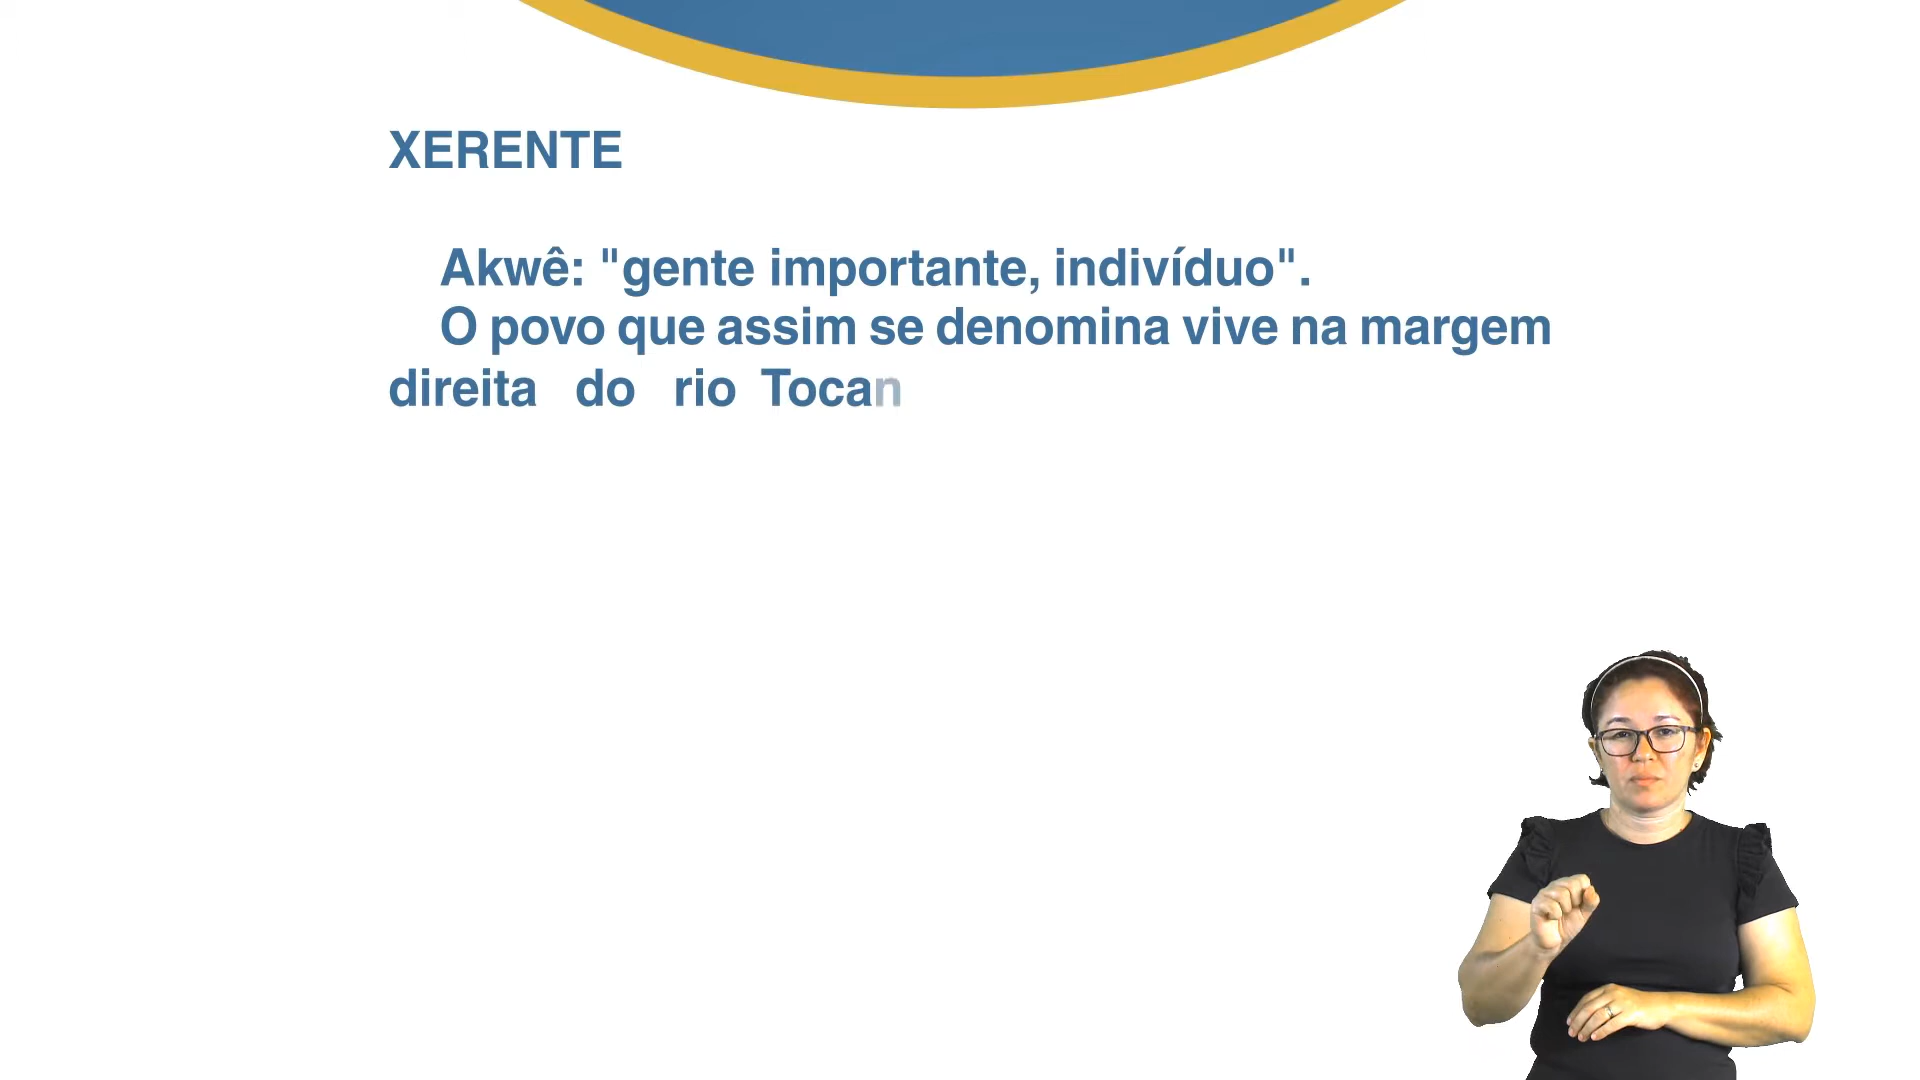 XERENTE
Akwê: "gente importante, indivíduo".
O povo que assim se denomina vive na margem
direita do rio Tocan